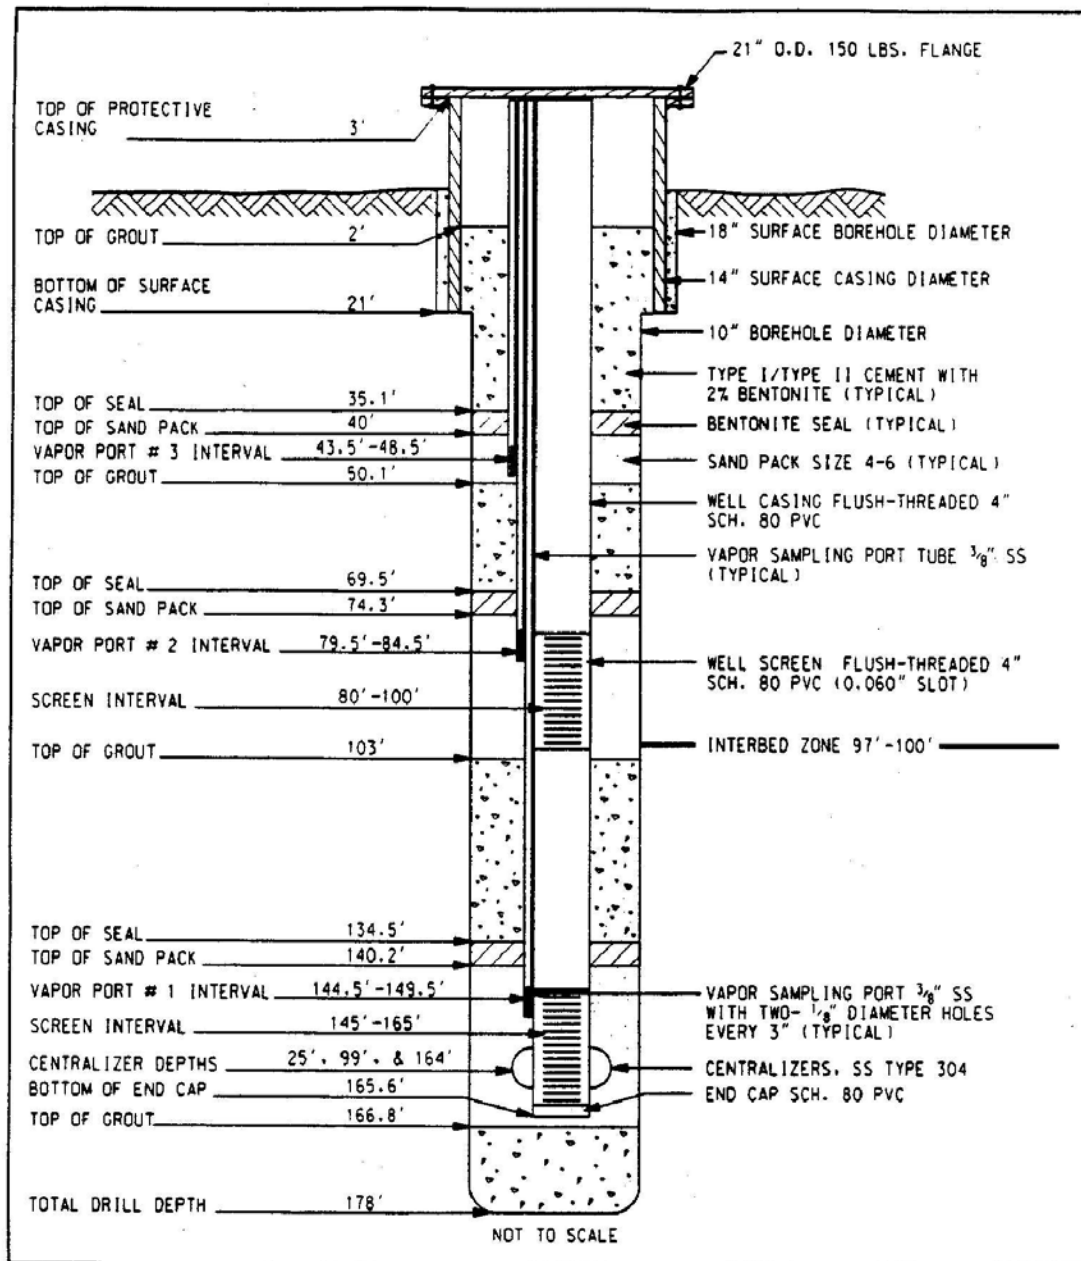 21" O.D. 150 LBS. FLANGE
TOP OF PROTECTIVE
CASING 3'
TOP OF GROUT 2'
18" SURFACE BOREHOLE DIAMETER
BOTTOM OF SURFACE
CASING 21'
14" SURFACE CASING DIAMETER
10" BOREHOLE DIAMETER
TYPE I/TYPE II CEMENT WITH
2% BENTONITE (TYPICAL)
TOP OF SEAL 35.1'
TOP OF SAND PACK 40'
BENTONITE SEAL (TYPICAL)
VAPOR PORT # 3 INTERVAL 43.5'-48.5'
SAND PACK SIZE 4-6 (TYPICAL)
TOP OF GROUT 50.1'
WELL CASING FLUSH-THREADED 4"
SCH. 80 PVC
VAPOR SAMPLING PORT TUBE 3/8" SS
(TYPICAL)
TOP OF SEAL 69.5'
TOP OF SAND PACK 74.3'
VAPOR PORT # 2 INTERVAL 79.5'-84.5'
WELL SCREEN FLUSH-THREADED 4"
SCH. 80 PVC (0.060" SLOT)
SCREEN INTERVAL 80'-100'
TOP OF GROUT 103'
INTERBED ZONE 97'-100'
TOP OF SEAL 134.5'
TOP OF SAND PACK 140.2'
VAPOR PORT # 1 INTERVAL 144.5'-149.5'
VAPOR SAMPLING PORT 3/8" SS
WITH TWO- 1/8" DIAMETER HOLES
EVERY 3" (TYPICAL)
SCREEN INTERVAL 145'-165'
CENTRALIZER DEPTHS 25', 99', & 164'
CENTRALIZERS, SS TYPE 304
BOTTOM OF END CAP 165.6'
END CAP SCH. 80 PVC
TOP OF GROUT 166.8'
TOTAL DRILL DEPTH 178'
NOT TO SCALE